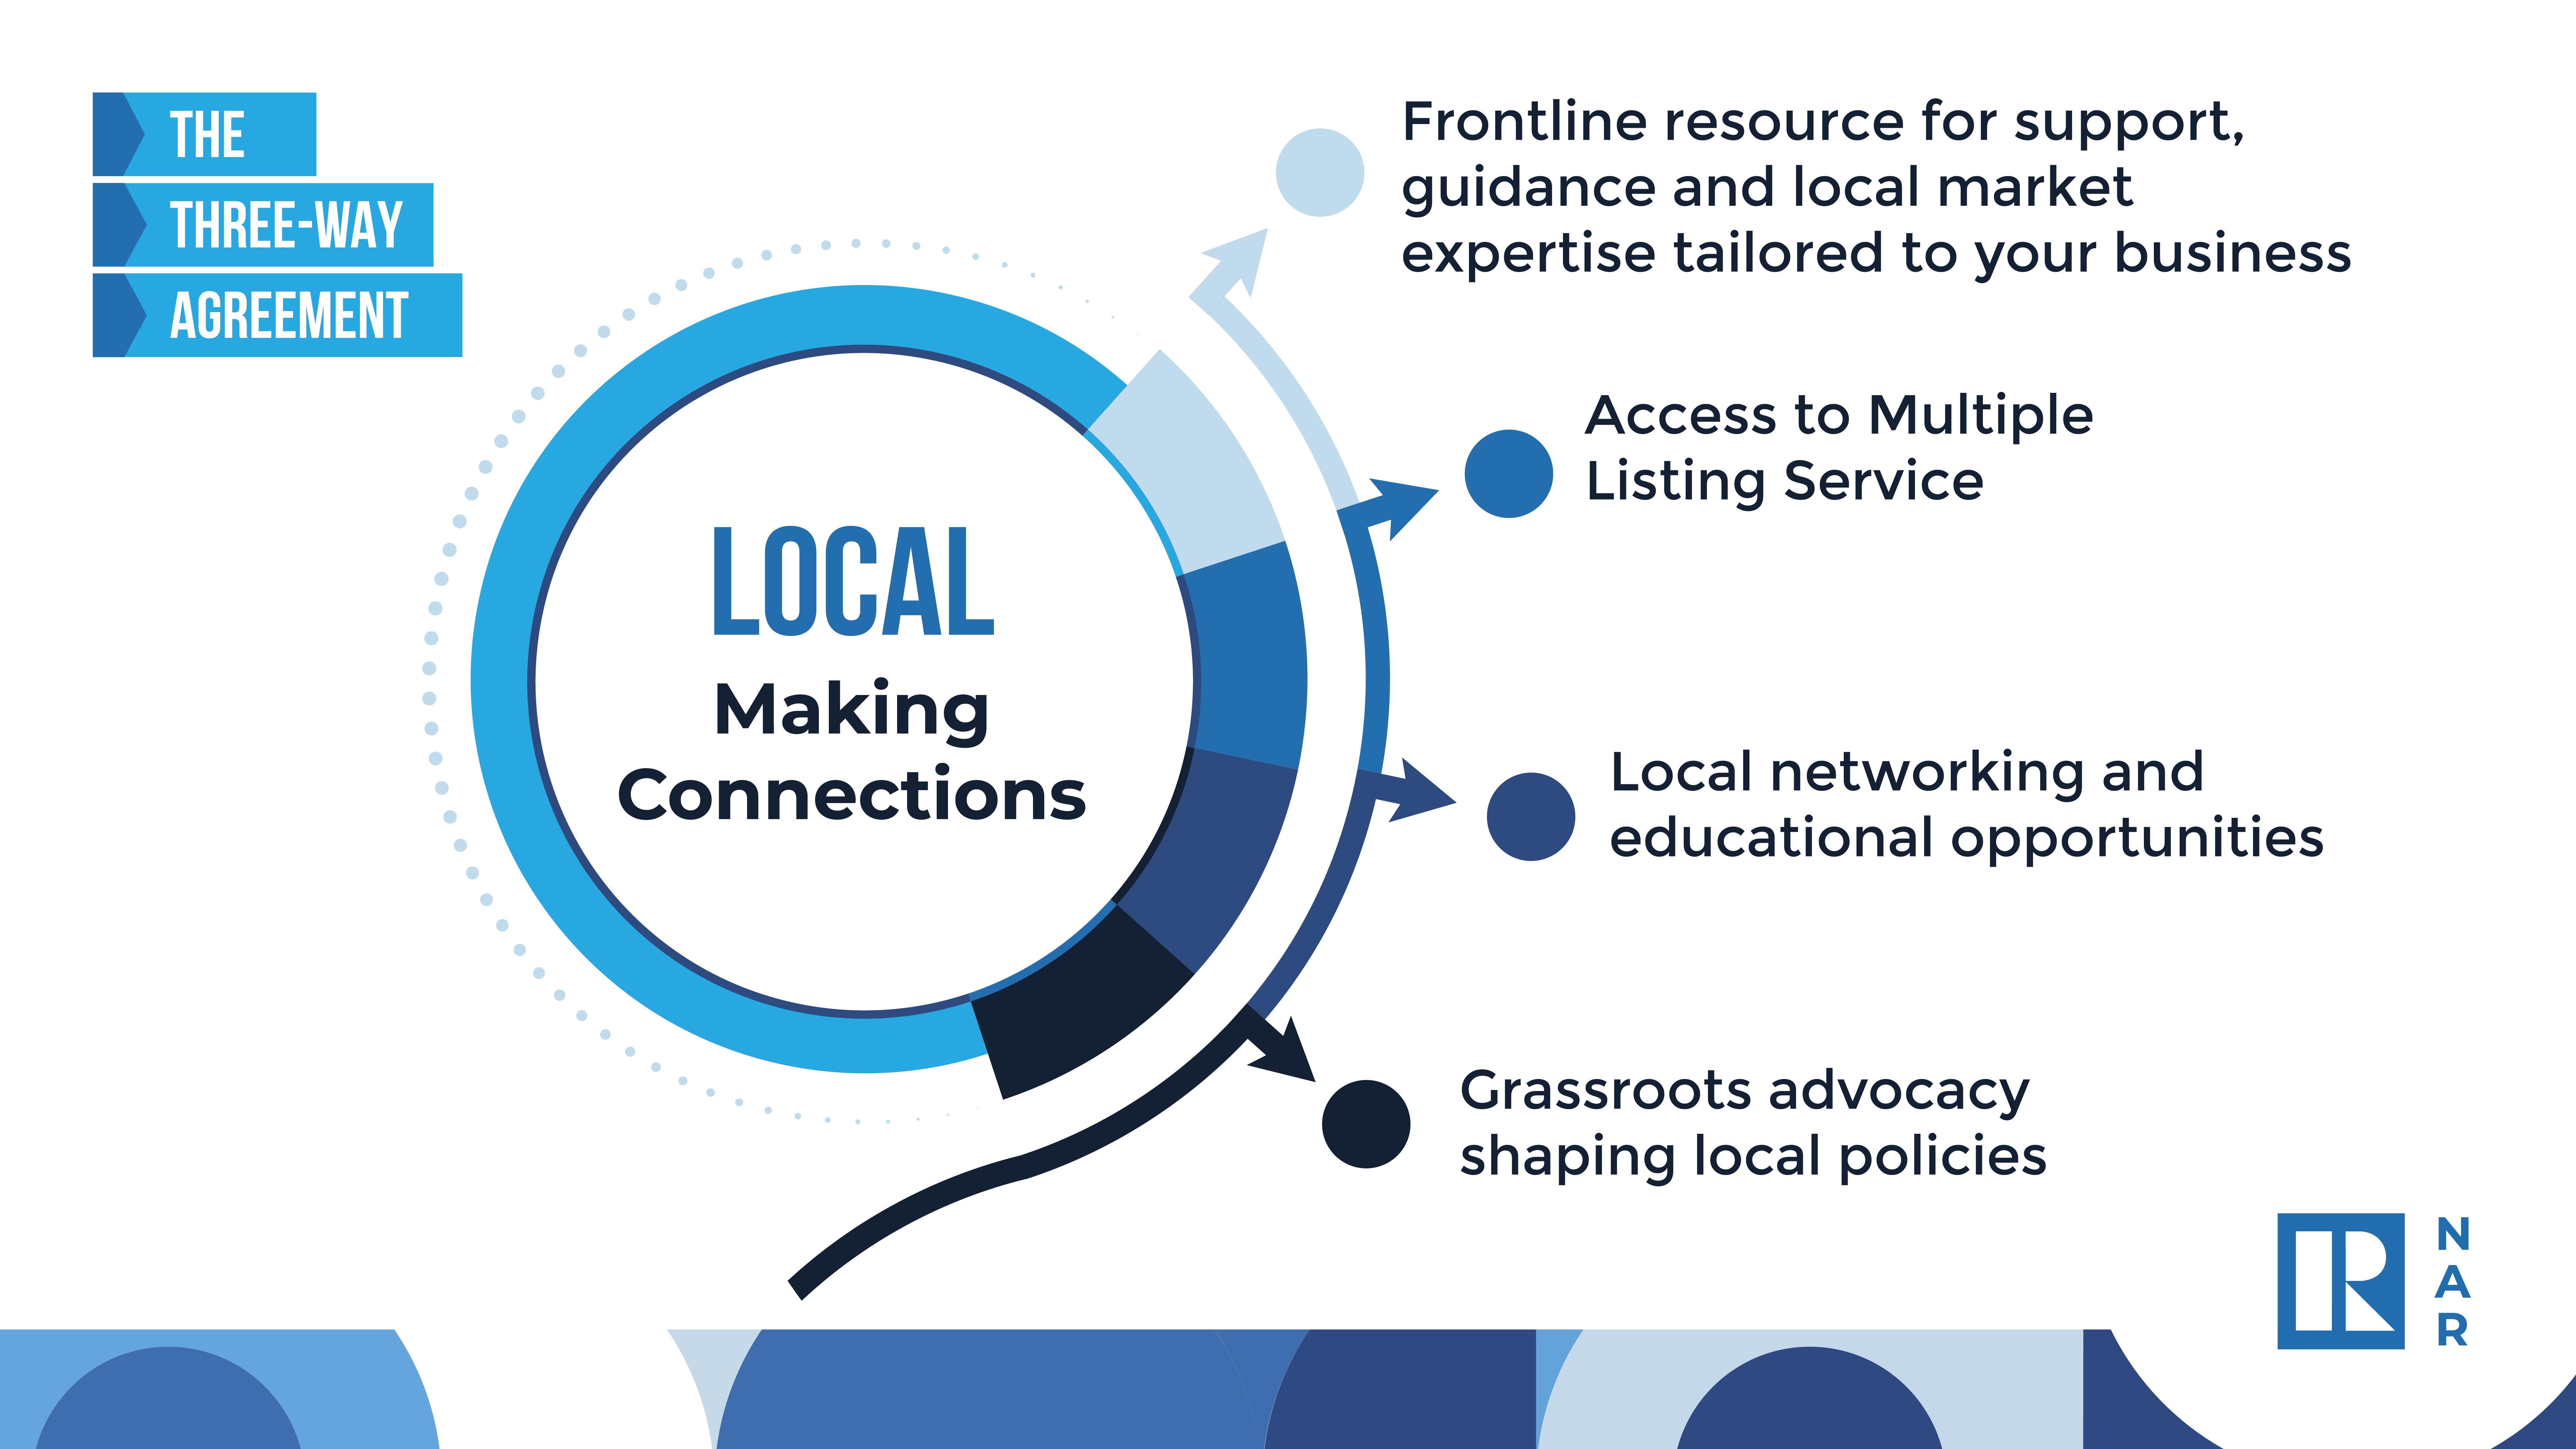 THE
THREE-WAY
AGREEMENT
LOCAL
Making
Connections
Frontline resource for support,
guidance and local market
expertise tailored to your business
Access to Multiple
Listing Service
Local networking and
educational opportunities
Grassroots advocacy
shaping local policies
R
N
A
R